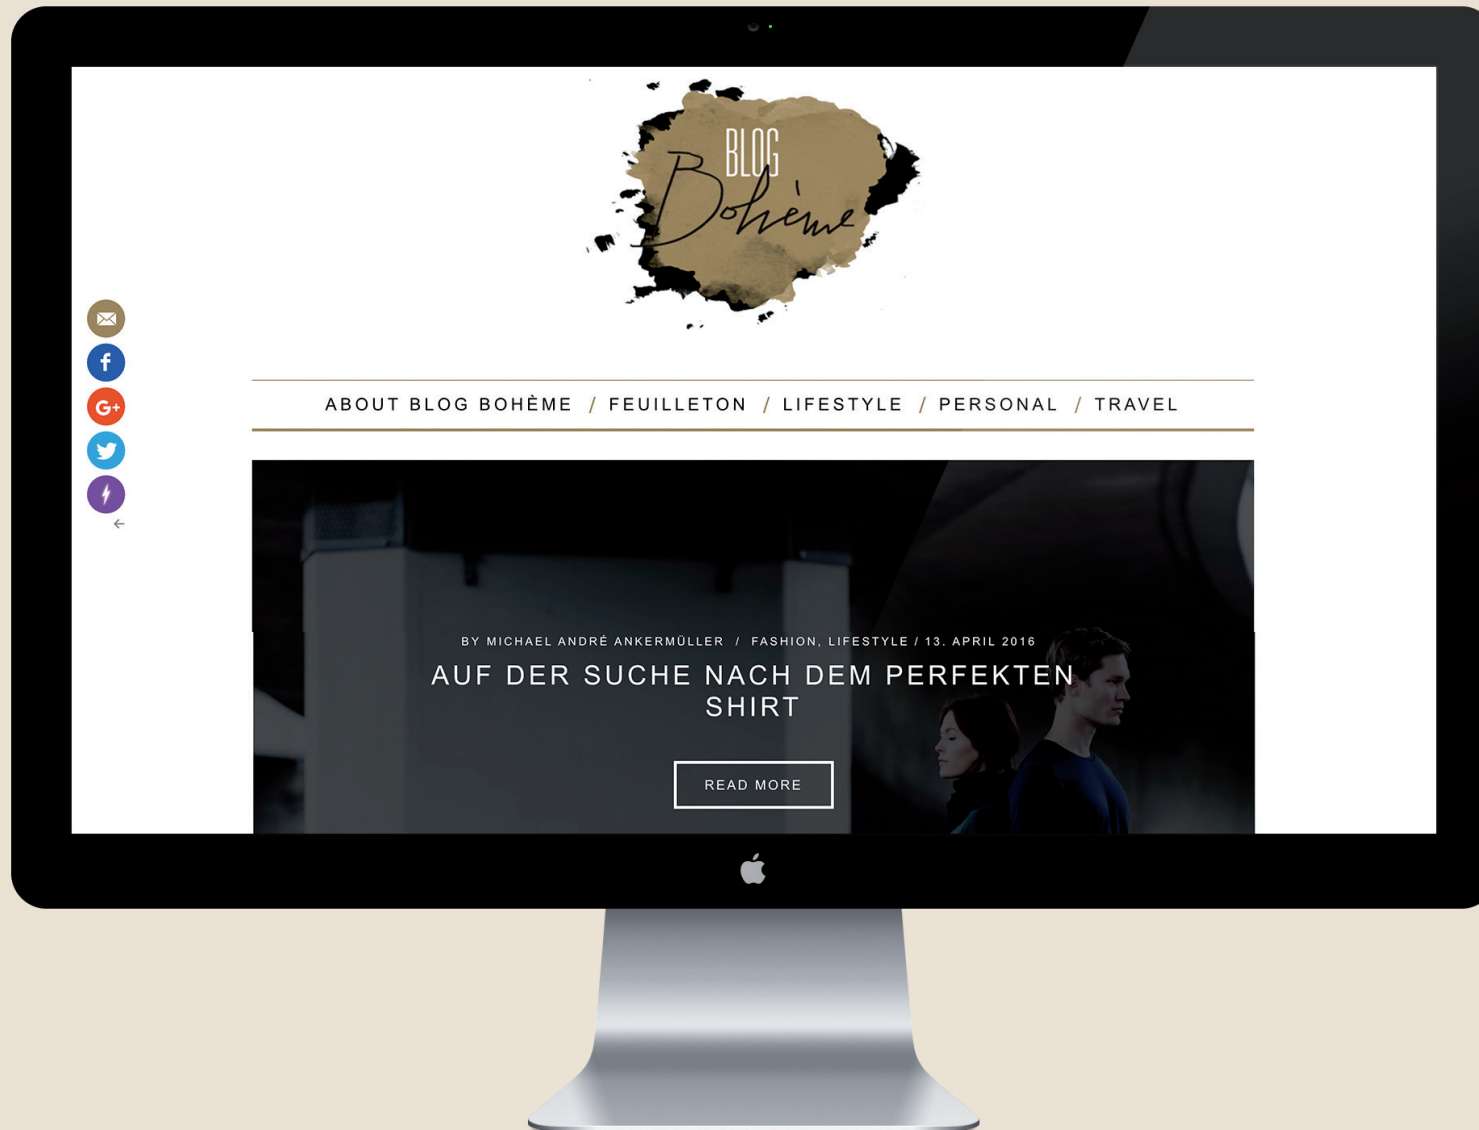 BLOG
Bohème
ABOUT BLOG BOHÈME / FEUILLETON / LIFESTYLE / PERSONAL / TRAVEL
BY MICHAEL ANDRÉ ANKERMÜLLER / FASHION, LIFESTYLE / 13. APRIL 2016
AUF DER SUCHE NACH DEM PERFEKTEN
SHIRT
READ MORE